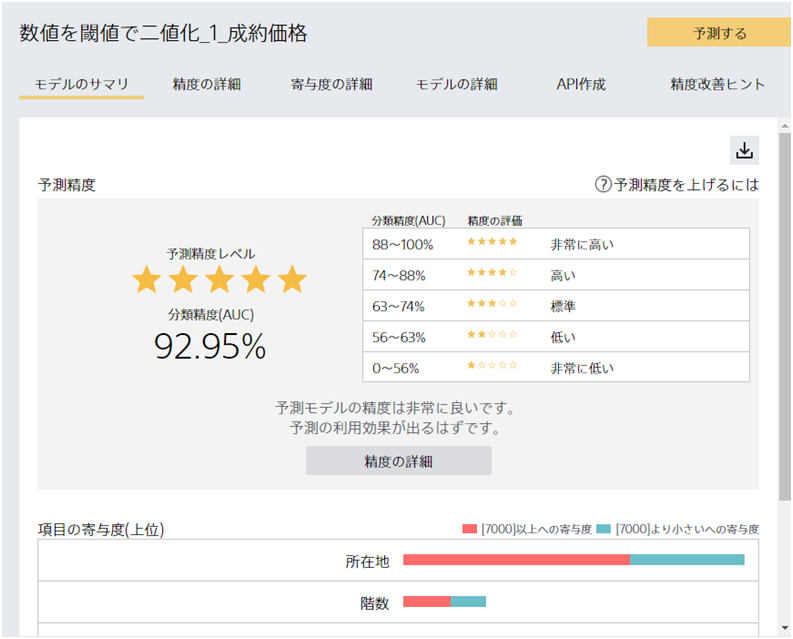 数値を閾値で二値化_1_成約価格
予測する
モデルのサマリ 精度の詳細 寄与度の詳細 モデルの詳細 API作成 精度改善ヒント
予測精度
?予測精度を上げるには
予測精度レベル
★★★★★
分類精度(AUC)
92.95%
分類精度(AUC) 精度の評価
88～100% ★★★★★ 非常に高い
74～88% ★★★★☆ 高い
63～74% ★★★☆☆ 標準
56～63% ★★☆☆☆ 低い
0～56% ★☆☆☆☆ 非常に低い
予測モデルの精度は非常に良いです。
予測の利用効果が出るはずです。
精度の詳細
項目の寄与度(上位)
[7000]以上への寄与度 [7000]より小さいへの寄与度
所在地
階数